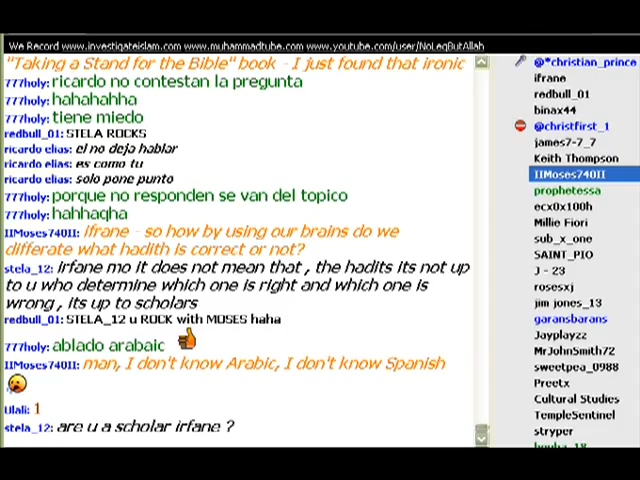 We Record www.investigateislam.com www.muhammadtube.com www.youtube.com/user/NoLeqButAllah
"Taking a Stand for the Bible" book - I just found that ironic
777holy: ricardo no contestan la pregunta
777holy: hahahahha
777holy: tiene miedo
redbull_01: STELA ROCKS
ricardo elias: el no deja hablar
ricardo elias: es como tu
ricardo elias: solo pone punto
777holy: porque no responden se van del topico
777holy: hahhaqha
IIMoses740II: ifrane - so how by using our brains do we
differate what hadith is correct or not?
stela_12: irfane mo it does not mean that , the hadits its not up
to u who determine which one is right and which one is
wrong , its up to scholars
redbull_01: STELA_12 u ROCK with MOSES haha
777holy: ablado arabaic
IIMoses740II: man, I don't know Arabic, I don't know Spanish
Ulali: 1
stela_12: are u a scholar irfane ?
@*christian_prince
ifrane
redbull_01
binax44
@christfirst_1
james7-7_7
Keith Thompson
IIMoses740II
prophetessa
ecx0x100h
Millie Fiori
sub_x_one
SAINT_PIO
J - 23
rosesxj
jim jones_13
garansbarans
Jayplayzz
MrJohnSmith72
sweetpea_0988
Preetx
Cultural Studies
TempleSentinel
stryper